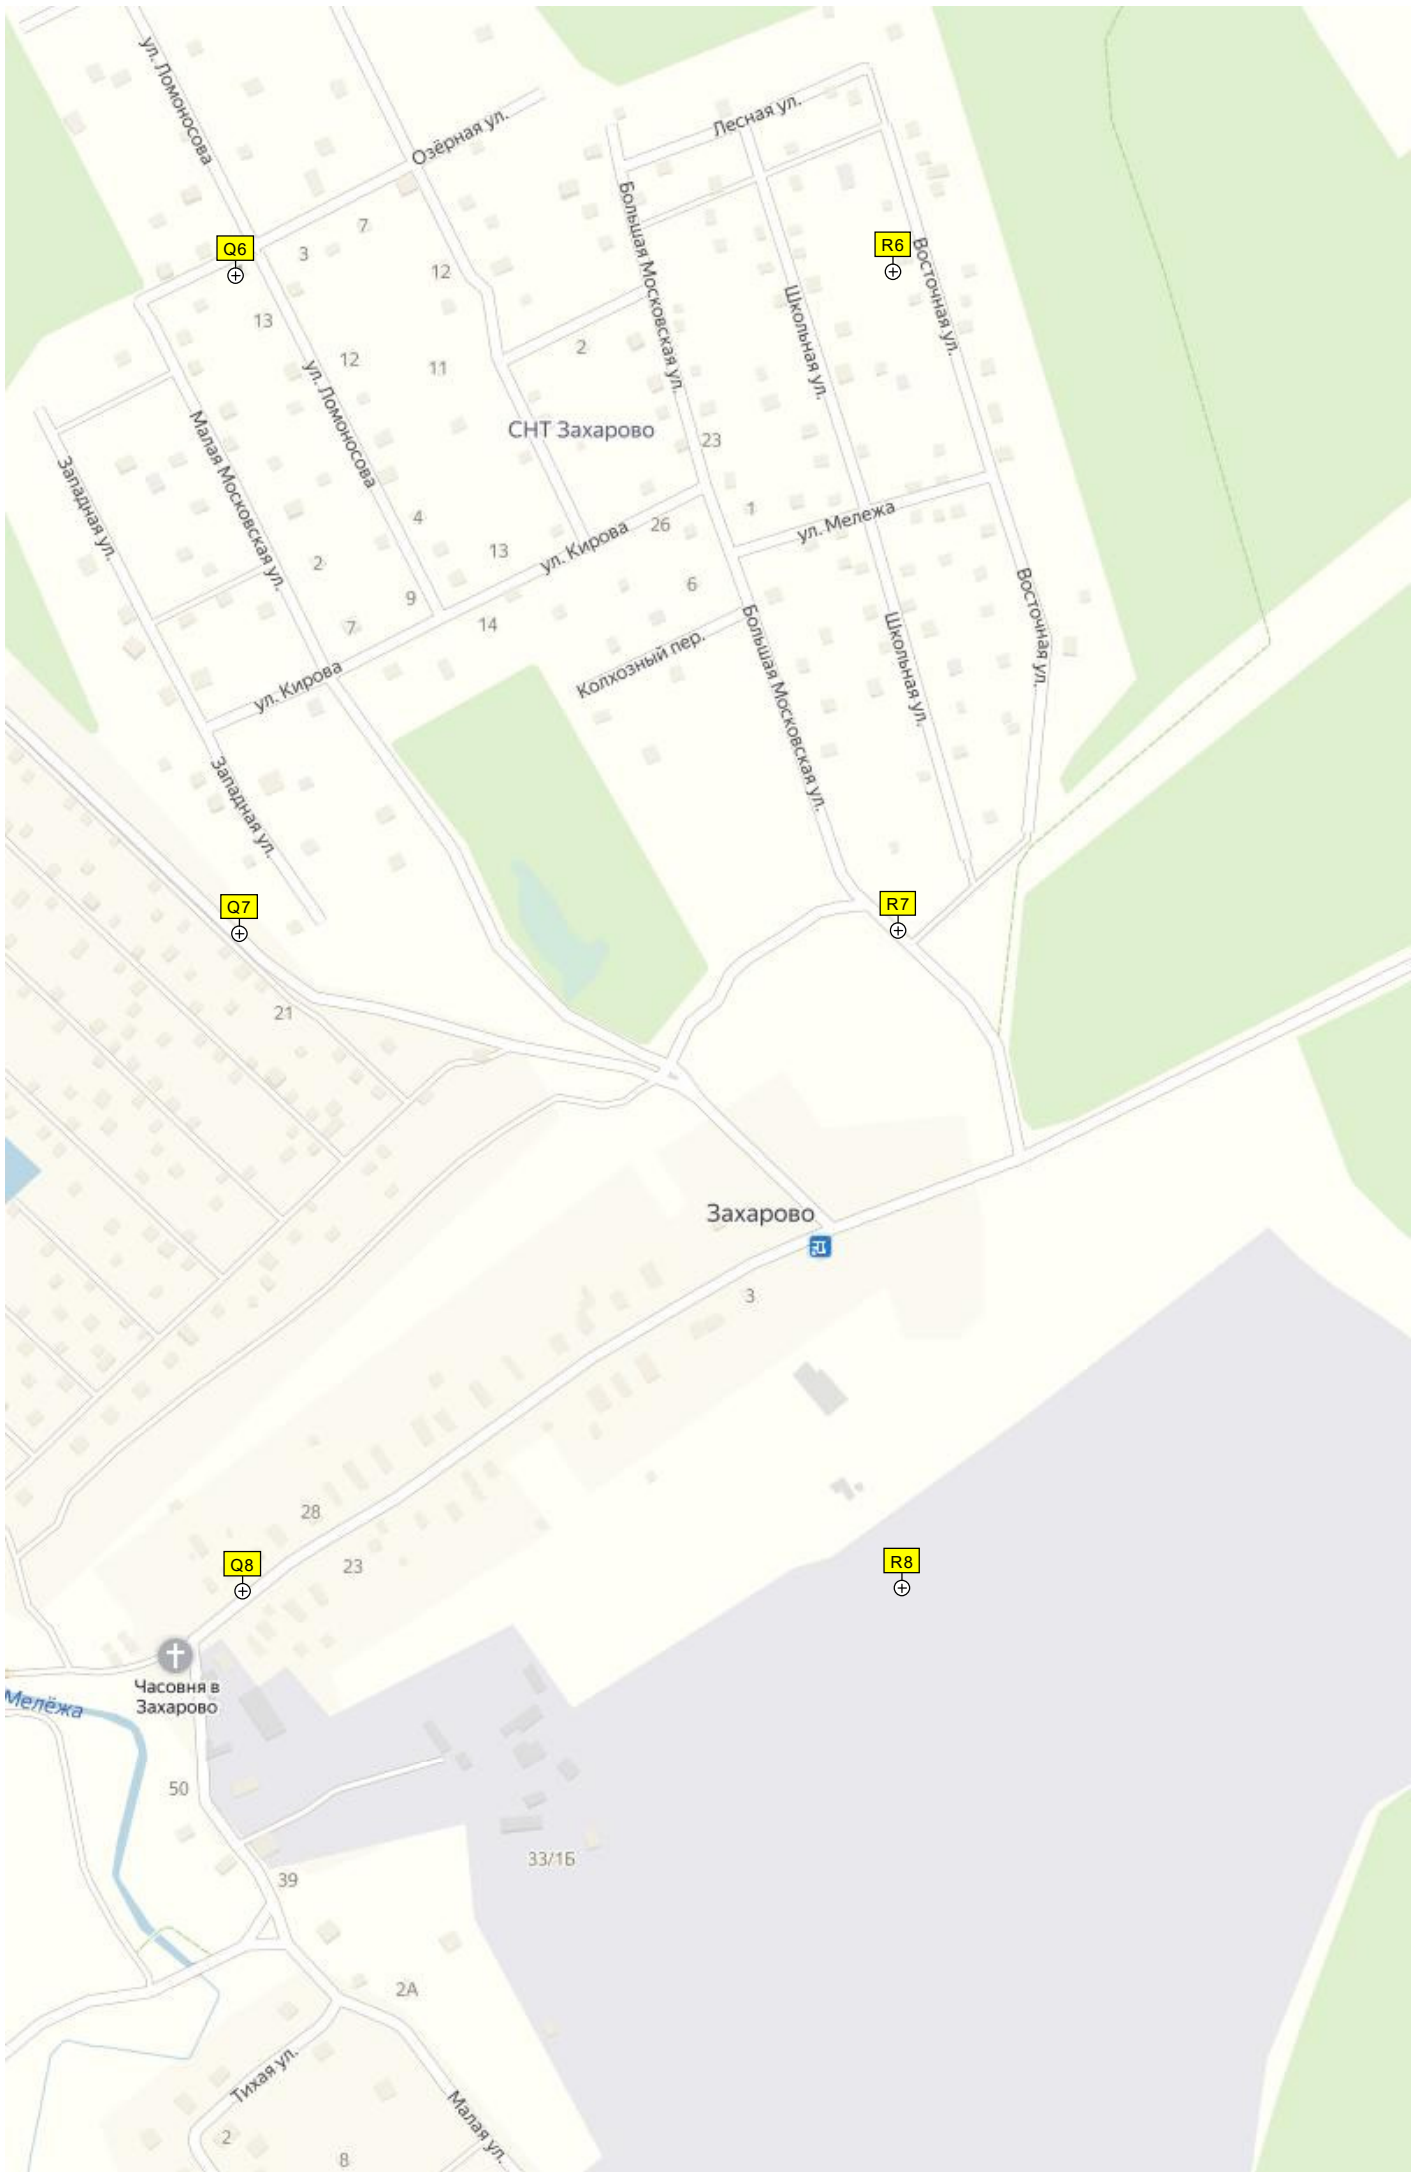 ул. Ломоносова
Озёрная ул.
Лесная ул.
Большая Московская ул.
7
3
Q6
12
R6
Восточная ул.
Школьная ул.
13
12
11
2
ул. Ломоносова
СНТ Захарово
23
Малая Московская ул.
Западная ул.
4
13
ул. Кирова
26
1
ул. Мележа
2
9
7
14
6
Колхозный пер.
Большая Московская ул.
Школьная ул.
Восточная ул.
ул. Кирова
Западная ул.
Q7
R7
21
Захарово
3
28
23
Q8
R8
Часовня в
Захарово
Мелёжа
50
33/1Б
39
2А
Тихая ул.
Малая ул.
2
8